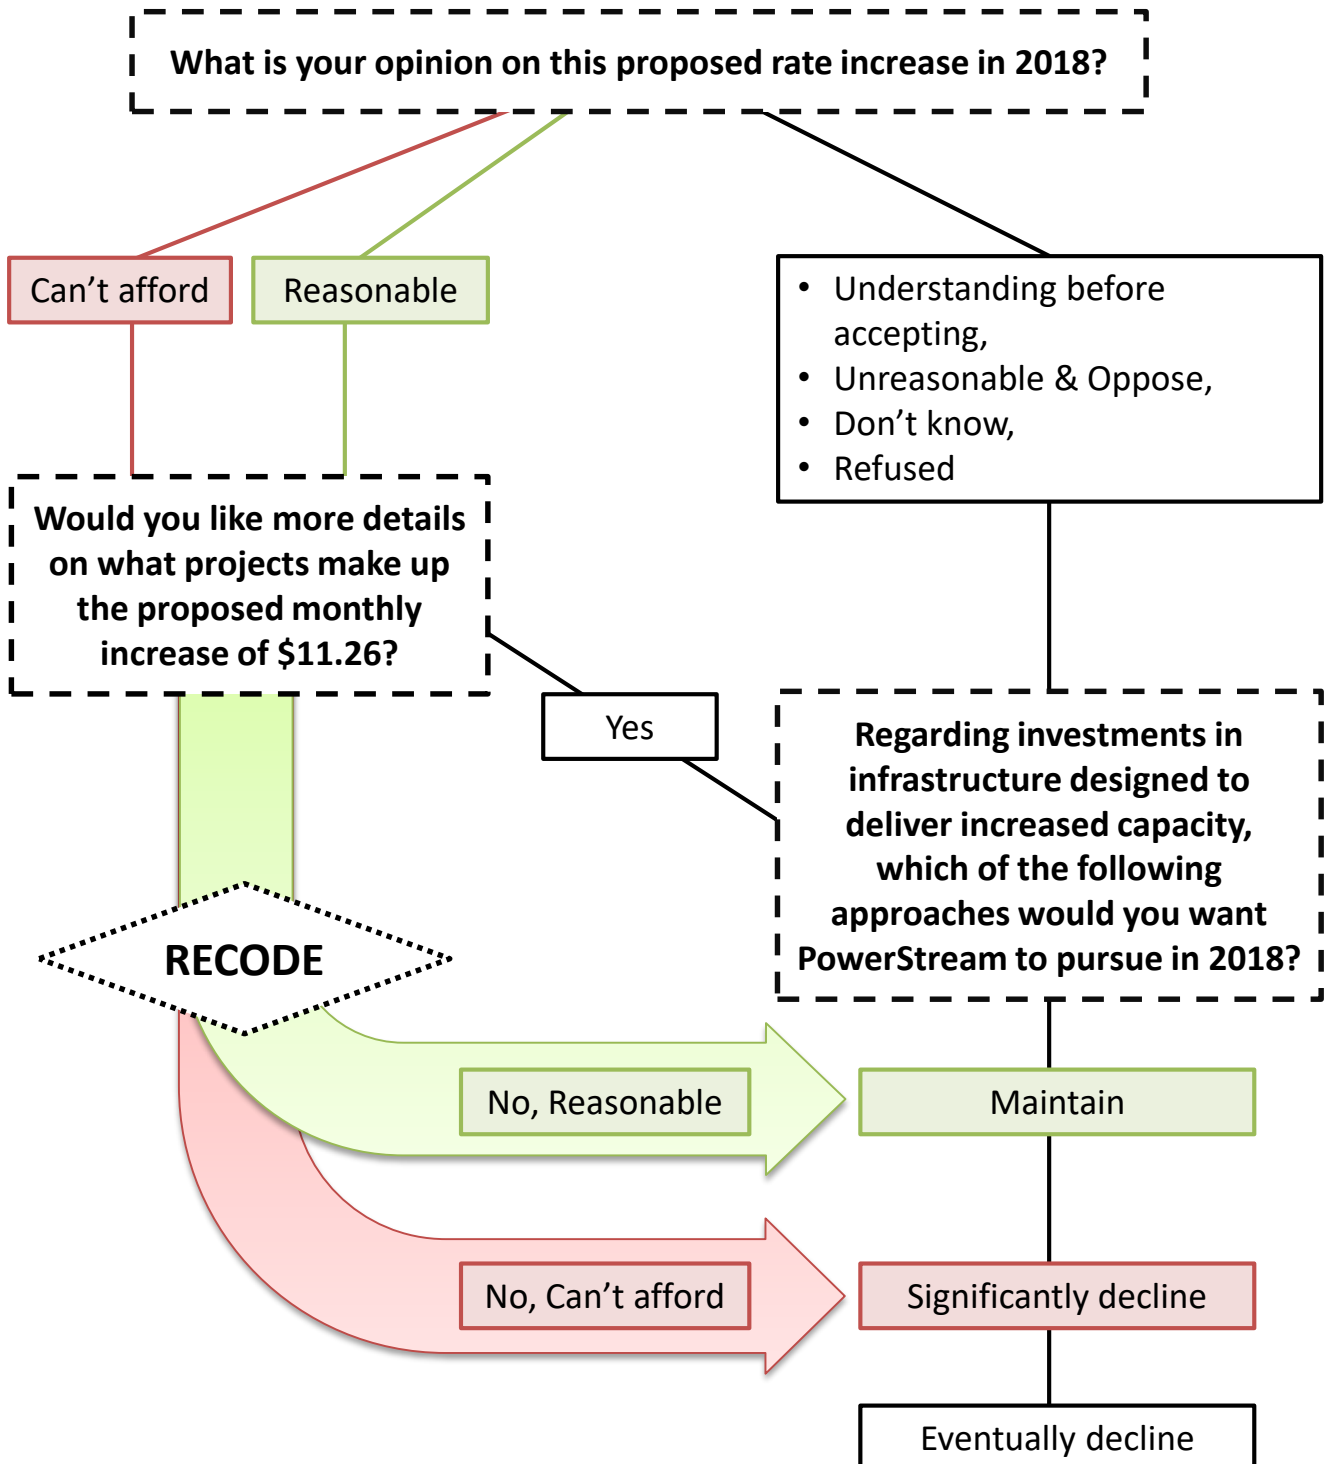 What is your opinion on this proposed rate increase in 2018?
Can’t afford
Reasonable
• Understanding before
accepting,
• Unreasonable & Oppose,
• Don’t know,
• Refused
Would you like more details
on what projects make up
the proposed monthly
increase of $11.26?
Yes
Regarding investments in
infrastructure designed to
deliver increased capacity,
which of the following
approaches would you want
PowerStream to pursue in 2018?
RECODE
No, Reasonable
Maintain
No, Can’t afford
Significantly decline
Eventually decline